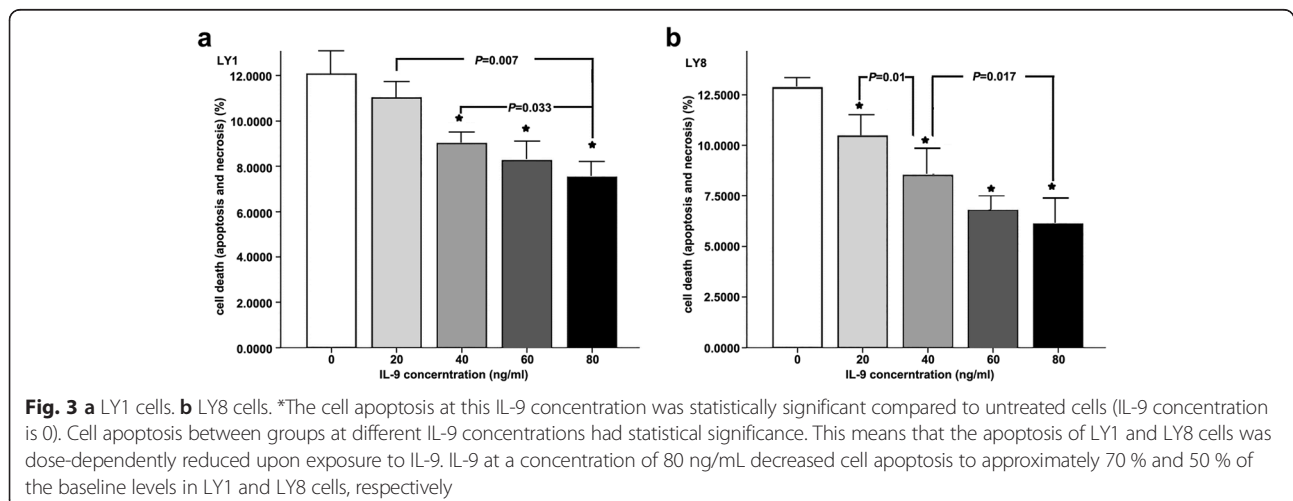 a
b
LY1
LY8
P=0.007
P=0.01
P=0.017
P=0.033
* * *
* * * *
cell death (apoptosis and necrosis) (%)
12.0000
10.0000
8.0000
6.0000
4.0000
2.0000
0.0000
0 20 40 60 80
IL-9 concerntration (ng/ml)
cell death (apoptosis and necrosis) (%)
12.5000
10.0000
7.5000
5.0000
2.5000
0.0000
0 20 40 60 80
IL-9 concerntration (ng/ml)
Fig. 3 a LY1 cells. b LY8 cells. *The cell apoptosis at this IL-9 concentration was statistically significant compared to untreated cells (IL-9 concentration
is 0). Cell apoptosis between groups at different IL-9 concentrations had statistical significance. This means that the apoptosis of LY1 and LY8 cells was
dose-dependently reduced upon exposure to IL-9. IL-9 at a concentration of 80 ng/mL decreased cell apoptosis to approximately 70 % and 50 % of
the baseline levels in LY1 and LY8 cells, respectively